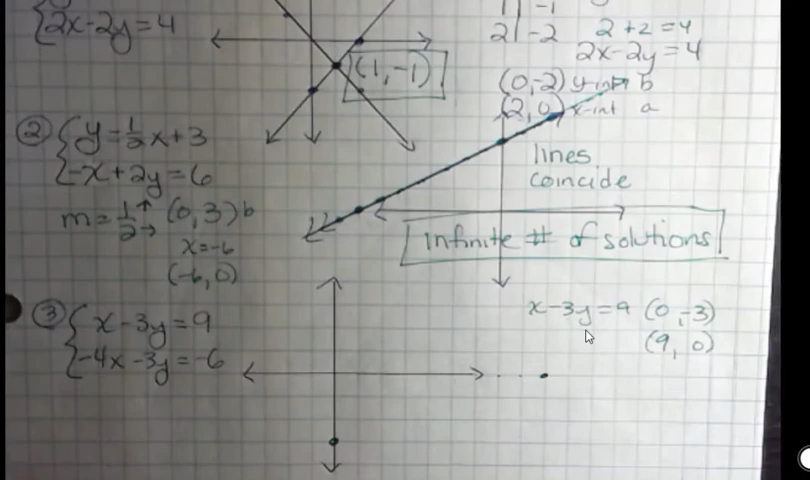 2x-2y=4
(1,-1)
-1
2 | -2
2+2=4
2x-2y=4
(0,-2) y-int b
(2,0) x-int a
② y=½x+3
-x+2y=6
m=½ (0,3) b
x=-6
(-6,0)
lines
coincide
Infinite # of solutions
③ x-3y=9
-4x-3y=-6
x-3y=9 (0,-3)
(9,0)